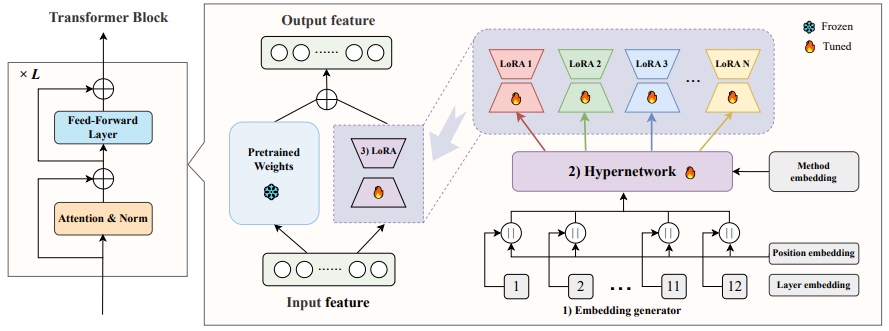 Transformer Block
× L
Feed-Forward
Layer
Attention & Norm
Output feature
......
Pretrained
Weights
3) LoRA
......
Input feature
Frozen
Tuned
LoRA 1
LoRA 2
LoRA 3
...
LoRA N
2) Hypernetwork
Method
embedding
||
||
||
||
Position embedding
1
2
...
11
12
Layer embedding
1) Embedding generator